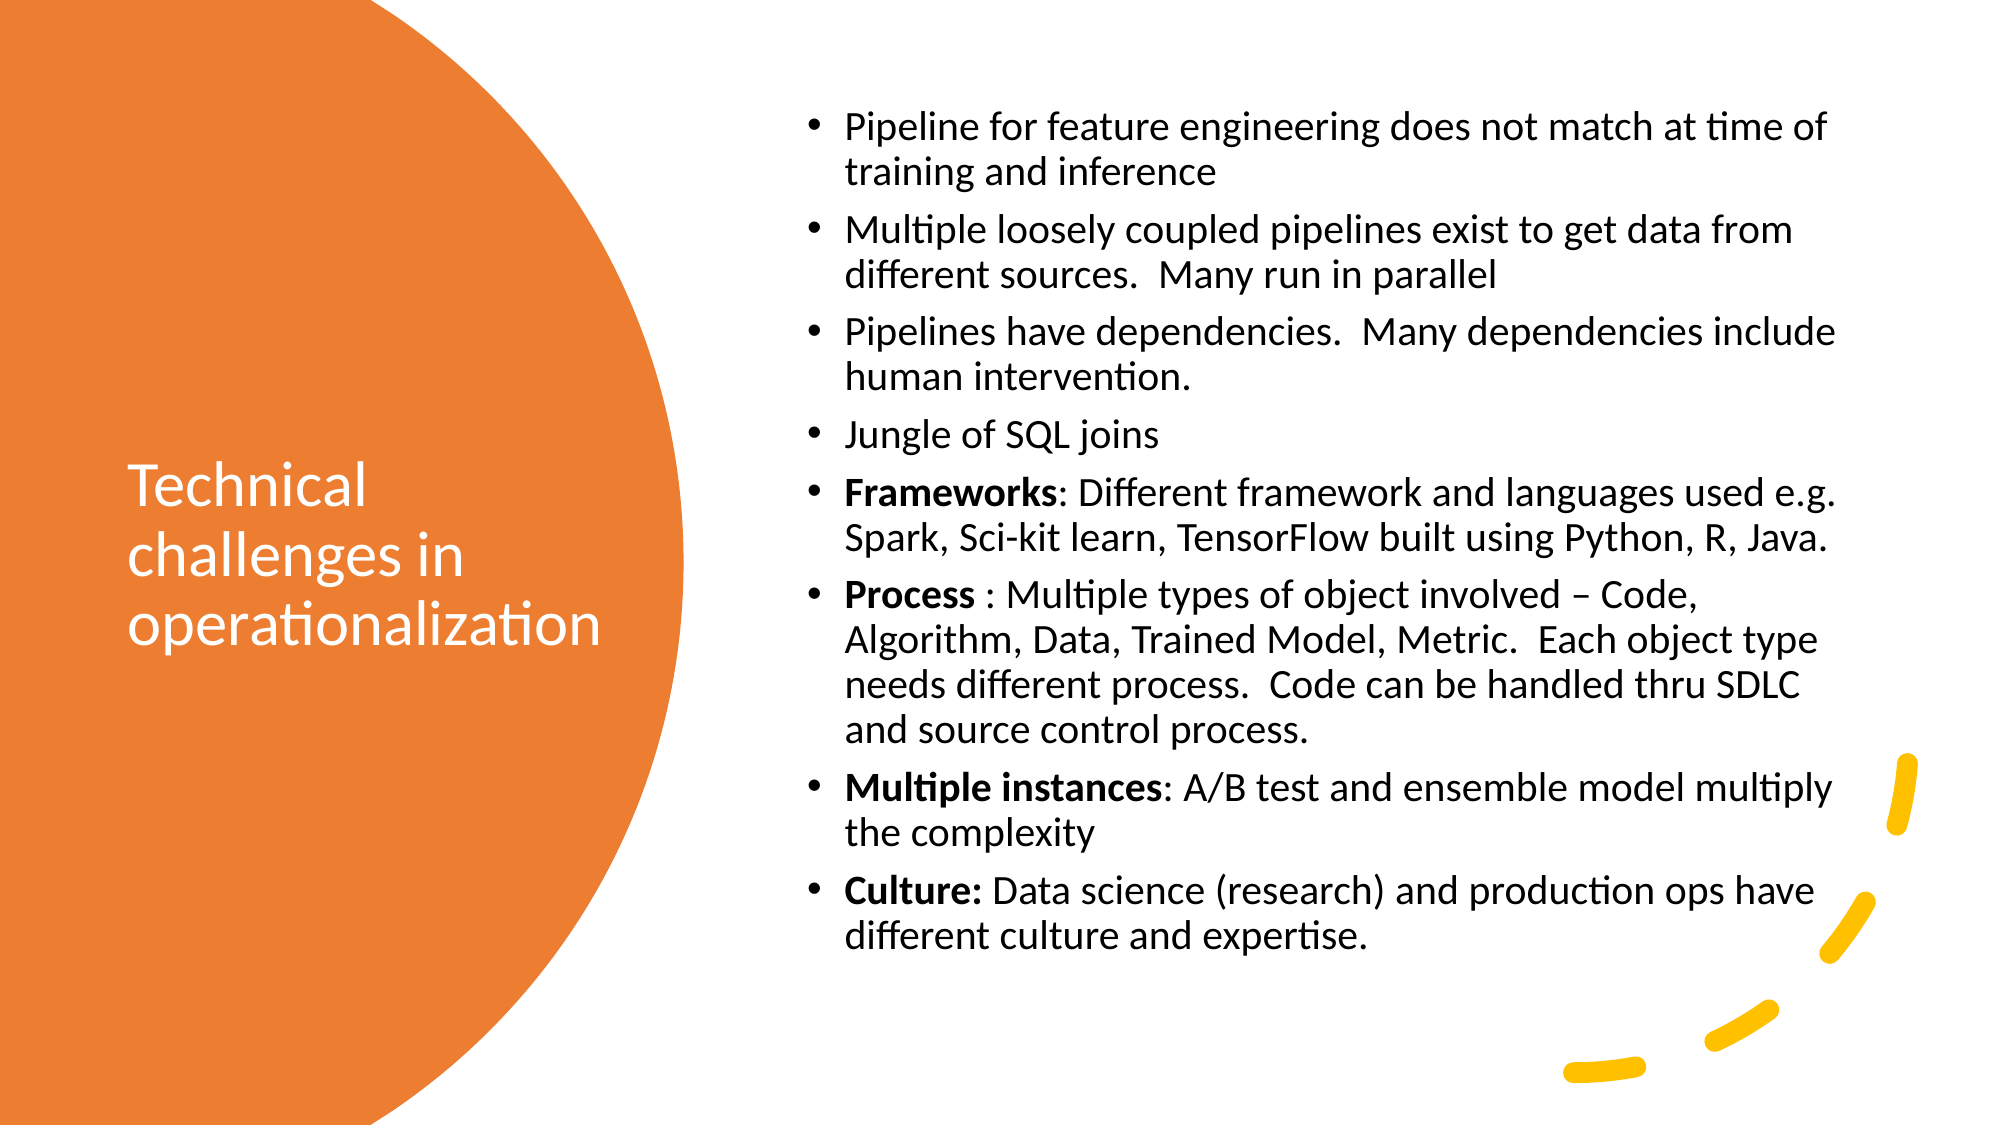 Technical
challenges in
operationalization
• Pipeline for feature engineering does not match at time of
training and inference
• Multiple loosely coupled pipelines exist to get data from
different sources.  Many run in parallel
• Pipelines have dependencies.  Many dependencies include
human intervention.
• Jungle of SQL joins
• Frameworks: Different framework and languages used e.g.
Spark, Sci-kit learn, TensorFlow built using Python, R, Java.
• Process : Multiple types of object involved – Code,
Algorithm, Data, Trained Model, Metric.  Each object type
needs different process.  Code can be handled thru SDLC
and source control process.
• Multiple instances: A/B test and ensemble model multiply
the complexity
• Culture: Data science (research) and production ops have
different culture and expertise.